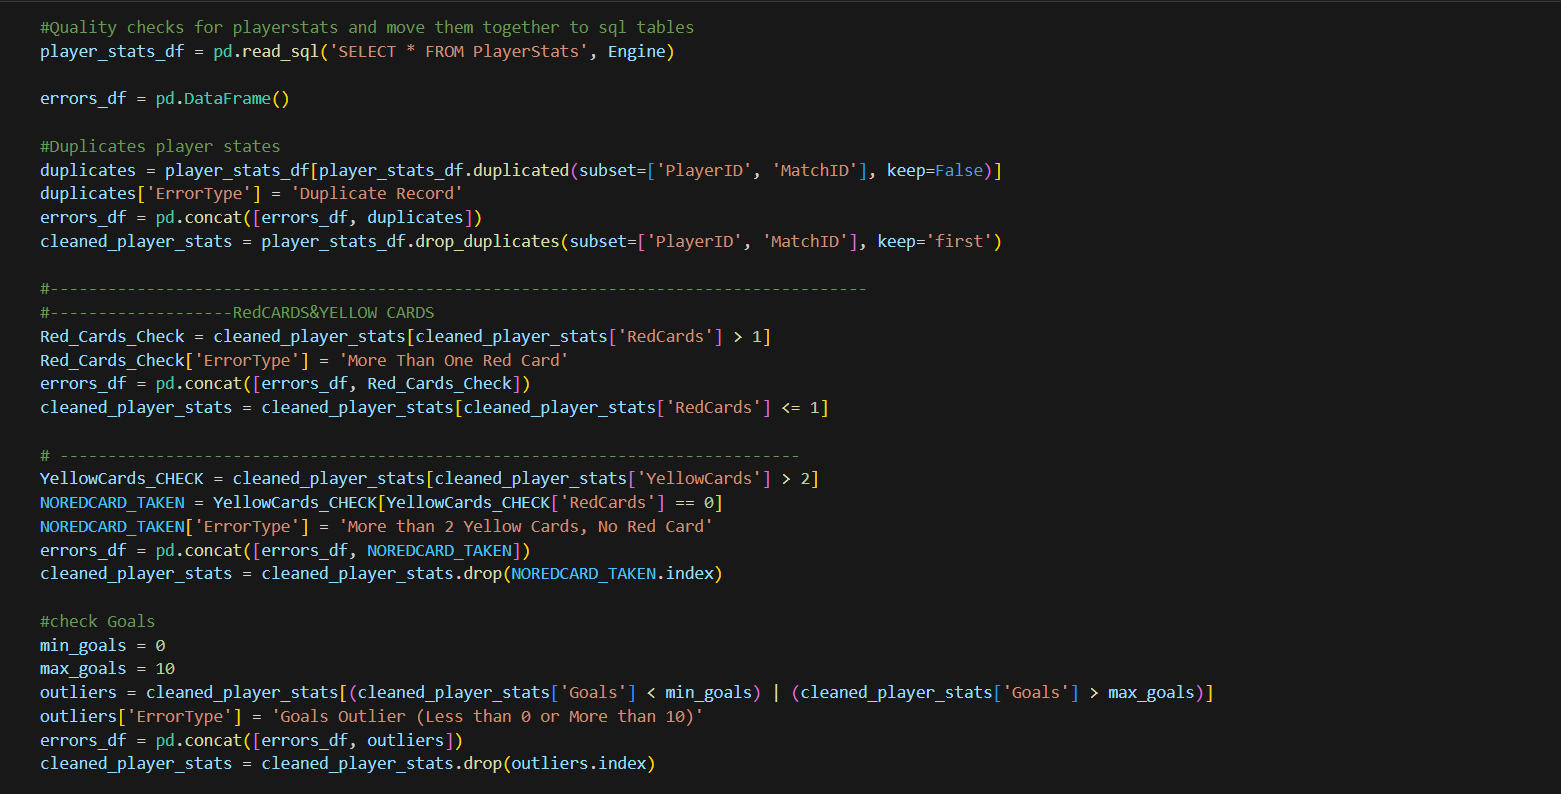 #Quality checks for playerstats and move them together to sql tables
player_stats_df = pd.read_sql('SELECT * FROM PlayerStats', Engine)
errors_df = pd.DataFrame()
#Duplicates player states
duplicates = player_stats_df[player_stats_df.duplicated(subset=['PlayerID', 'MatchID'], keep=False)]
duplicates['ErrorType'] = 'Duplicate Record'
errors_df = pd.concat([errors_df, duplicates])
cleaned_player_stats = player_stats_df.drop_duplicates(subset=['PlayerID', 'MatchID'], keep='first')
#-------------------------------------------------------------------------------------
#-------------------RedCARDS&YELLOW CARDS
Red_Cards_Check = cleaned_player_stats[cleaned_player_stats['RedCards'] > 1]
Red_Cards_Check['ErrorType'] = 'More Than One Red Card'
errors_df = pd.concat([errors_df, Red_Cards_Check])
cleaned_player_stats = cleaned_player_stats[cleaned_player_stats['RedCards'] <= 1]
# -----------------------------------------------------------------------------
YellowCards_CHECK = cleaned_player_stats[cleaned_player_stats['YellowCards'] > 2]
NOREDCARD_TAKEN = YellowCards_CHECK[YellowCards_CHECK['RedCards'] == 0]
NOREDCARD_TAKEN['ErrorType'] = 'More than 2 Yellow Cards, No Red Card'
errors_df = pd.concat([errors_df, NOREDCARD_TAKEN])
cleaned_player_stats = cleaned_player_stats.drop(NOREDCARD_TAKEN.index)
#check Goals
min_goals = 0
max_goals = 10
outliers = cleaned_player_stats[(cleaned_player_stats['Goals'] < min_goals) | (cleaned_player_stats['Goals'] > max_goals)]
outliers['ErrorType'] = 'Goals Outlier (Less than 0 or More than 10)'
errors_df = pd.concat([errors_df, outliers])
cleaned_player_stats = cleaned_player_stats.drop(outliers.index)